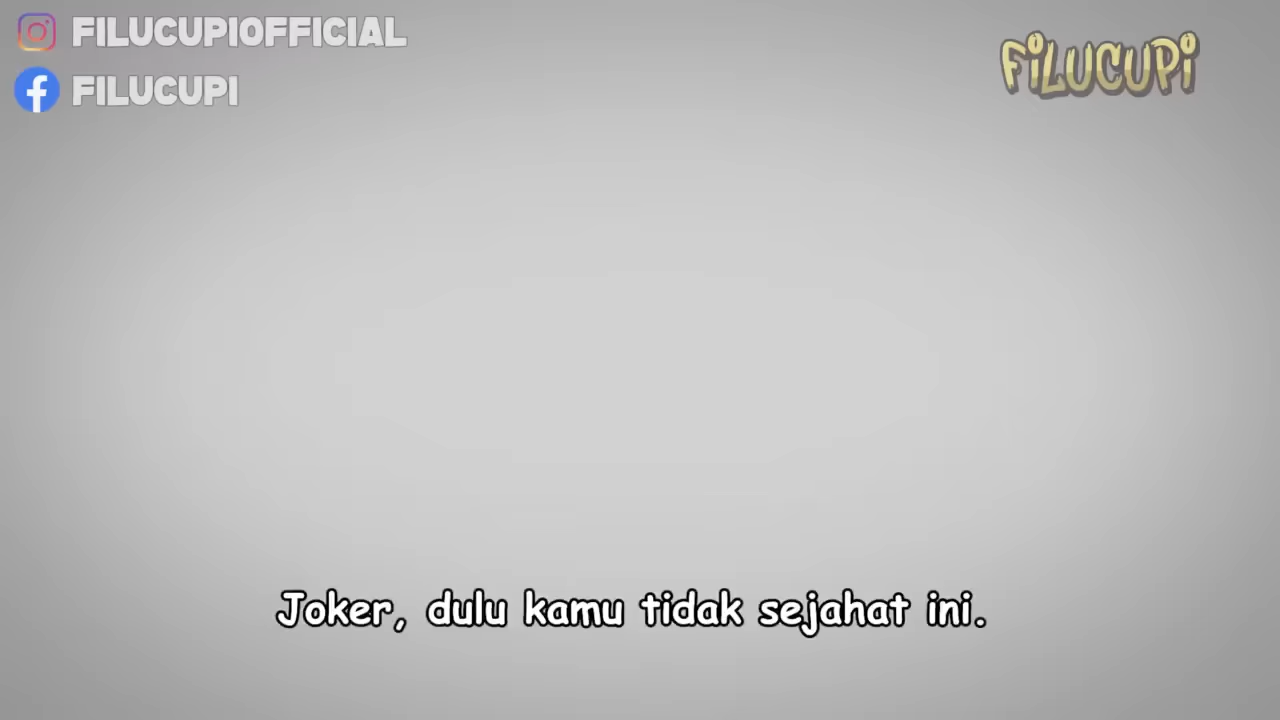 FILUCUPIOFFICIAL
FILUCUPI
FiLUCUPi
Joker, dulu kamu tidak sejahat ini.